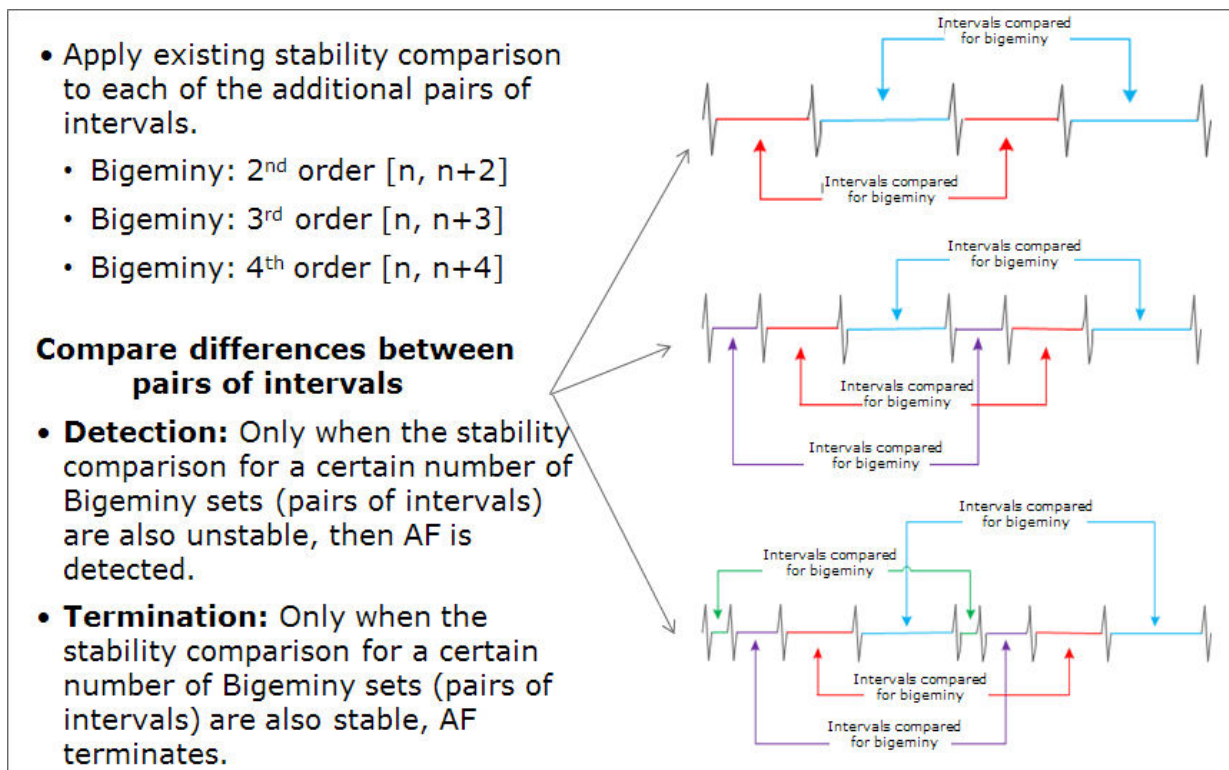 • Apply existing stability comparison
to each of the additional pairs of
intervals.
• Bigeminy: 2nd order [n, n+2]
• Bigeminy: 3rd order [n, n+3]
• Bigeminy: 4th order [n, n+4]
Compare differences between
pairs of intervals
• Detection: Only when the stability
comparison for a certain number of
Bigeminy sets (pairs of intervals)
are also unstable, then AF is
detected.
• Termination: Only when the
stability comparison for a certain
number of Bigeminy sets (pairs of
intervals) are also stable, AF
terminates.
Intervals compared
for bigeminy
Intervals compared
for bigeminy
Intervals compared
for bigeminy
Intervals compared
for bigeminy
Intervals compared
for bigeminy
Intervals compared
for bigeminy
Intervals compared
for bigeminy
Intervals compared
for bigeminy
Intervals compared
for bigeminy